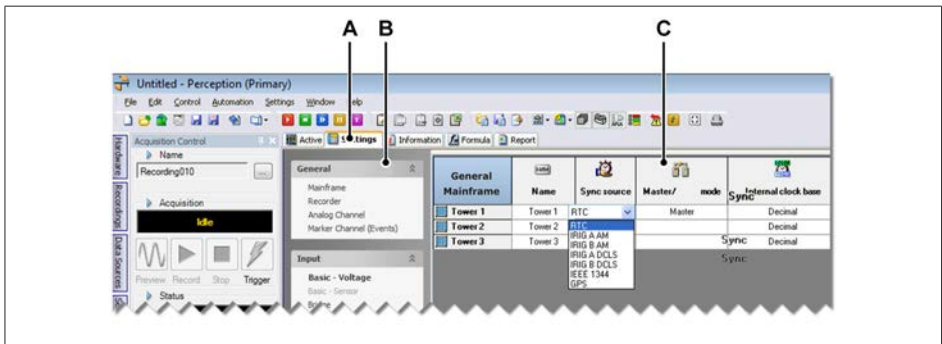 A B C
Untitled - Perception (Primary)
File Edit Control Automation Settings Window Help
Active Settings Information Formula Report
Hardware
Recordings
Data Sources
Acquisition Control
Name
Recording010
...
Acquisition
Idle
Preview Record Stop Trigger
Status
General
Mainframe
Recorder
Analog Channel
Marker Channel (Events)
Input
Basic - Voltage
Basic - Sensor
Bridge
General Mainframe Name Sync source Master/ mode Sync Internal clock base
Tower 1 Tower 1 RTC Master Decimal
Tower 2 Tower 2 Decimal
Tower 3 Tower 3 Sync Decimal
Sync
RTC
IRIG A AM
IRIG B AM
IRIG A DCLS
IRIG B DCLS
IEEE 1344
GPS